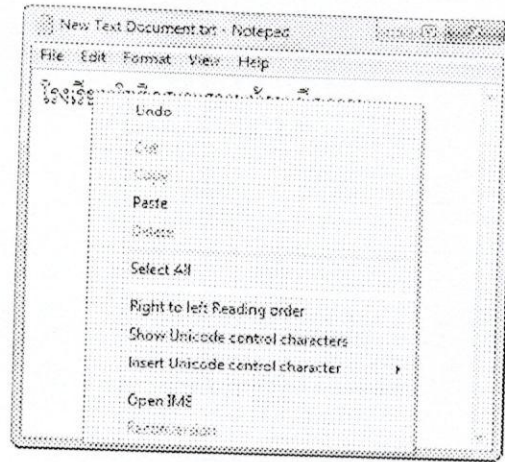 New Text Document.txt - Notepad
File Edit Format View Help
Undo
Cut
Copy
Paste
Delete
Select All
Right to left Reading order
Show Unicode control characters
Insert Unicode control character
Open IME
Reconversion